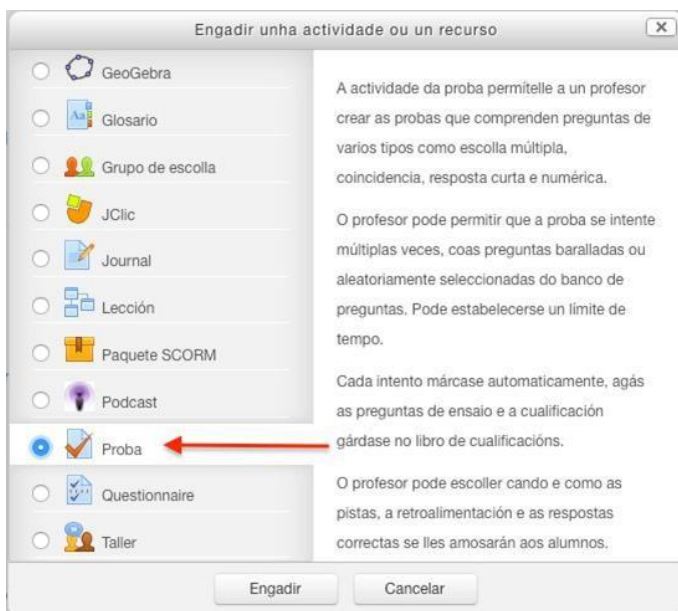 Engadir unha actividade ou un recurso
GeoGebra
Glosario
Grupo de escolla
JClic
Journal
Lección
Paquete SCORM
Podcast
Proba
Questionnaire
Taller
A actividade da proba permítelle a un profesor
crear as probas que comprenden preguntas de
varios tipos como escolla múltipla,
coincidencia, resposta curta e numérica.
O profesor pode permitir que a proba se intente
múltiplas veces, coas preguntas baralladas ou
aleatoriamente seleccionadas do banco de
preguntas. Pode estabelecerse un límite de
tempo.
Cada intento márcase automaticamente, agás
as preguntas de ensaio e a cualificación
gárdase no libro de cualificacións.
O profesor pode escoller cando e como as
pistas, a retroalimentación e as respostas
correctas se lles amosarán aos alumnos.
Engadir
Cancelar